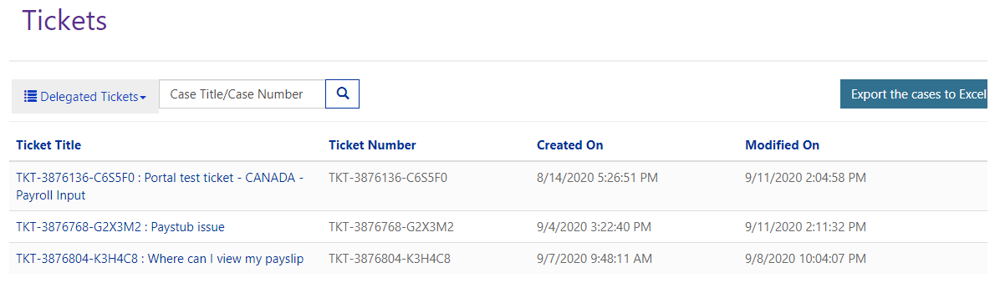 Tickets
Delegated Tickets Case Title/Case Number Export the cases to Excel
Ticket Title Ticket Number Created On Modified On
TKT-3876136-C6S5F0 : Portal test ticket - CANADA - TKT-3876136-C6S5F0 8/14/2020 5:26:51 PM 9/11/2020 2:04:58 PM
Payroll Input
TKT-3876768-G2X3M2 : Paystub issue TKT-3876768-G2X3M2 9/4/2020 3:22:40 PM 9/11/2020 2:11:32 PM
TKT-3876804-K3H4C8 : Where can I view my payslip TKT-3876804-K3H4C8 9/7/2020 9:48:11 AM 9/8/2020 10:04:07 PM